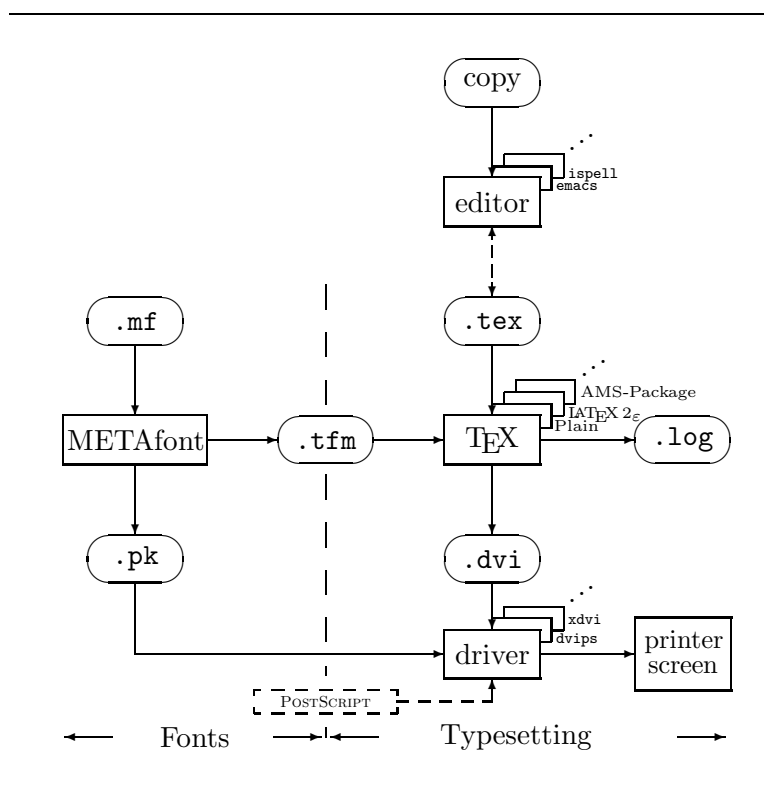 copy
ispell
emacs
editor
.mf
.tex
AMS-Package
LATEX 2ε
Plain
METAfont
.tfm
TEX
.log
.pk
.dvi
xdvi
dvips
driver
printer
screen
POSTSCRIPT
Fonts
Typesetting